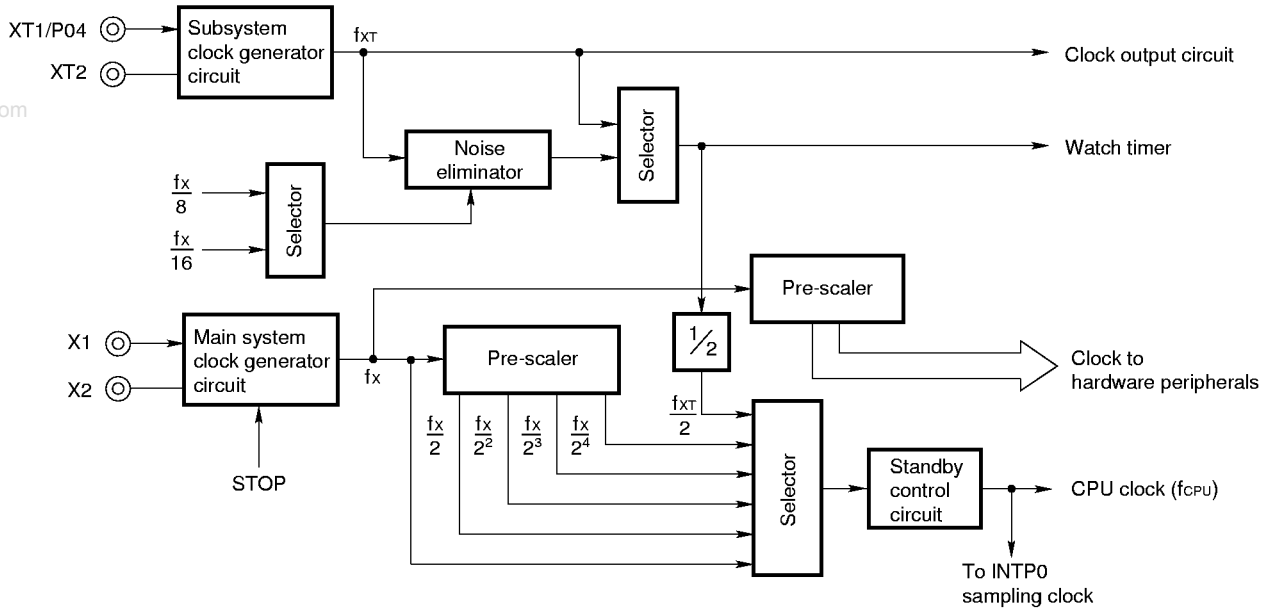 XT1/P04
XT2
Subsystem
clock generator
circuit
fXT
Clock output circuit
om
Noise
eliminator
Selector
Watch timer
fX
8
fX
16
Selector
Pre-scaler
X1
X2
Main system
clock generator
circuit
fX
Pre-scaler
1/2
Clock to
hardware peripherals
STOP
fX
2
fX
2²
fX
2³
fX
2⁴
fXT
2
Selector
Standby
control
circuit
CPU clock (fCPU)
To INTP0
sampling clock